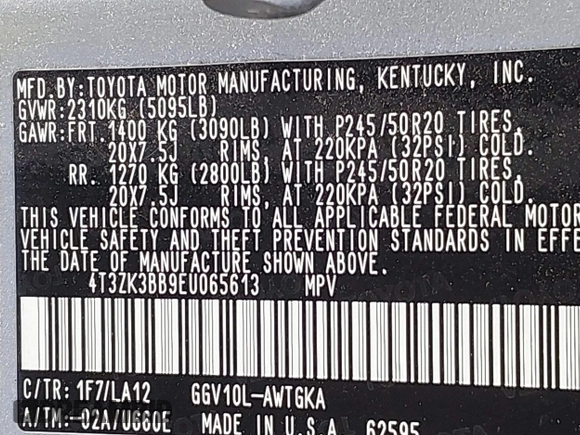 MFD.BY:TOYOTA MOTOR MANUFACTURING, KENTUCKY, INC.
GVWR:2310KG (5095LB)
GAWR:FRT.1400 KG (3090LB) WITH P245/50R20 TIRES,
20X7.5J RIMS, AT 220KPA (32PSI) COLD.
RR. 1270 KG (2800LB) WITH P245/50R20 TIRES,
20X7.5J RIMS, AT 220KPA (32PSI) COLD.
THIS VEHICLE CONFORMS TO ALL APPLICABLE FEDERAL MOTOR
VEHICLE SAFETY AND THEFT PREVENTION STANDARDS IN EFFE
THE DATE OF MANUFACTURE SHOWN ABOVE.
4T3ZK3BB9EU065613 MPV
C/TR: 1F7/LA12 GGV10L-AWTGKA
A/TM:-02A/U660E MADE IN U.S.A. 62595